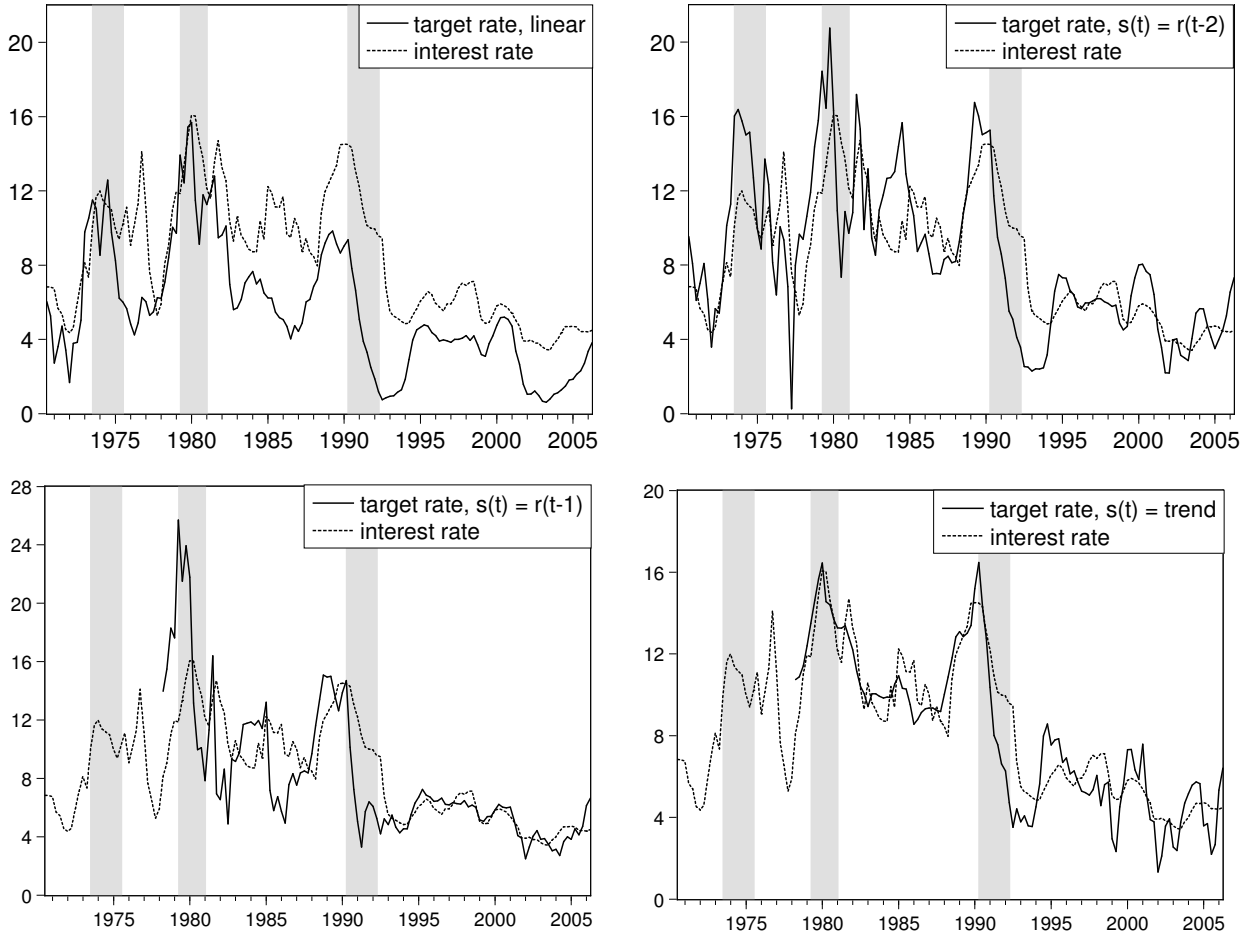 target rate, linear
interest rate
20
16
12
8
4
0
1975 1980 1985 1990 1995 2000 2005
target rate, s(t) = r(t-2)
interest rate
20
16
12
8
4
0
1975 1980 1985 1990 1995 2000 2005
target rate, s(t) = r(t-1)
interest rate
28
24
20
16
12
8
4
0
1975 1980 1985 1990 1995 2000 2005
target rate, s(t) = trend
interest rate
20
16
12
8
4
0
1975 1980 1985 1990 1995 2000 2005